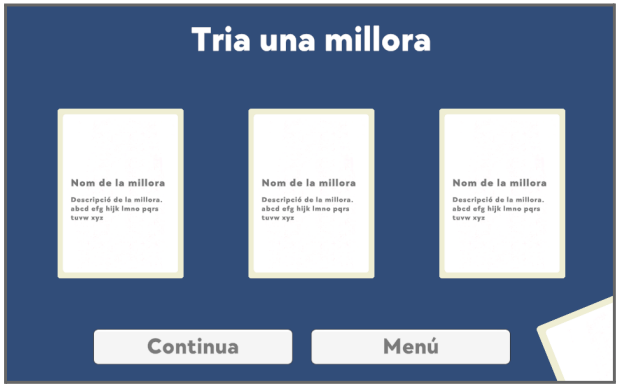 Tria una millora
Nom de la millora
Descripció de la millora.
abcd efg hijk lmno pqrs
tuvw xyz
Nom de la millora
Descripció de la millora.
abcd efg hijk lmno pqrs
tuvw xyz
Nom de la millora
Descripció de la millora.
abcd efg hijk lmno pqrs
tuvw xyz
Continua
Menú